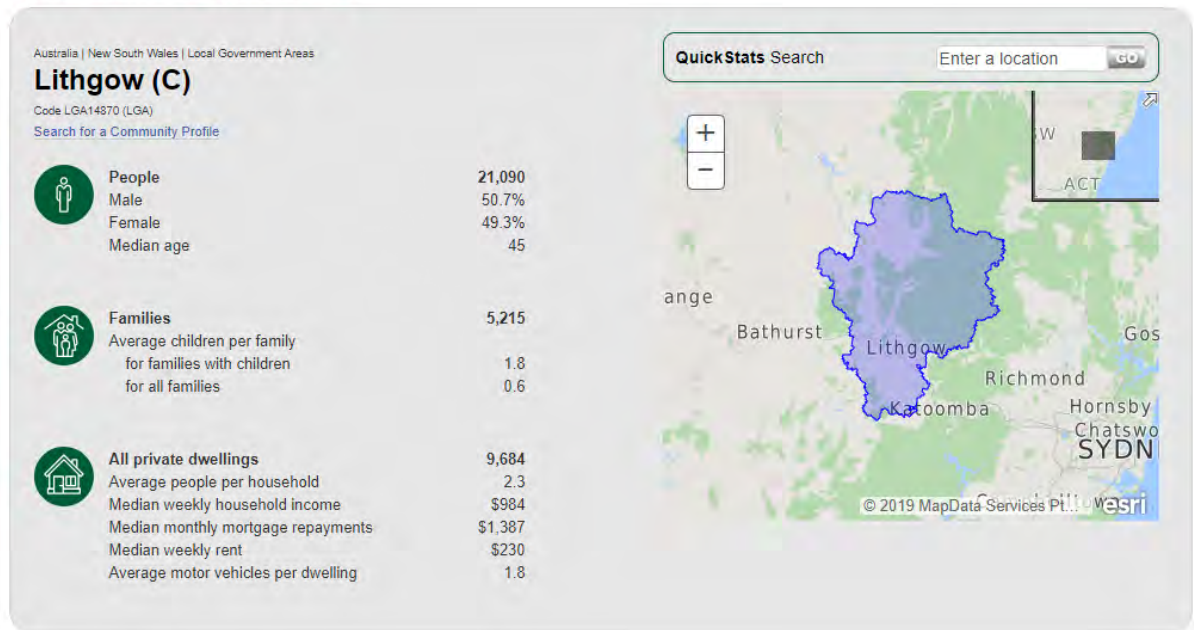 Australia | New South Wales | Local Government Areas
Lithgow (C)
Code LGA14870 (LGA)
Search for a Community Profile
People 21,090
Male 50.7%
Female 49.3%
Median age 45
Families 5,215
Average children per family
for families with children 1.8
for all families 0.6
All private dwellings 9,684
Average people per household 2.3
Median weekly household income $984
Median monthly mortgage repayments $1,387
Median weekly rent $230
Average motor vehicles per dwelling 1.8
QuickStats Search Enter a location GO
+
−
SW
ACT
ange
Bathurst
Gos
Lithgow
Richmond
Katoomba
Hornsby
Chatswo
SYDN
© 2019 MapData Services Pt...
esri